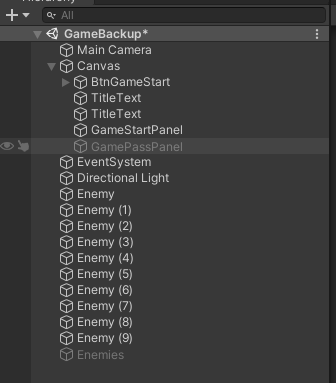 Hierarchy
All
GameBackup*
Main Camera
Canvas
BtnGameStart
TitleText
TitleText
GameStartPanel
GamePassPanel
EventSystem
Directional Light
Enemy
Enemy (1)
Enemy (2)
Enemy (3)
Enemy (4)
Enemy (5)
Enemy (6)
Enemy (7)
Enemy (8)
Enemy (9)
Enemies